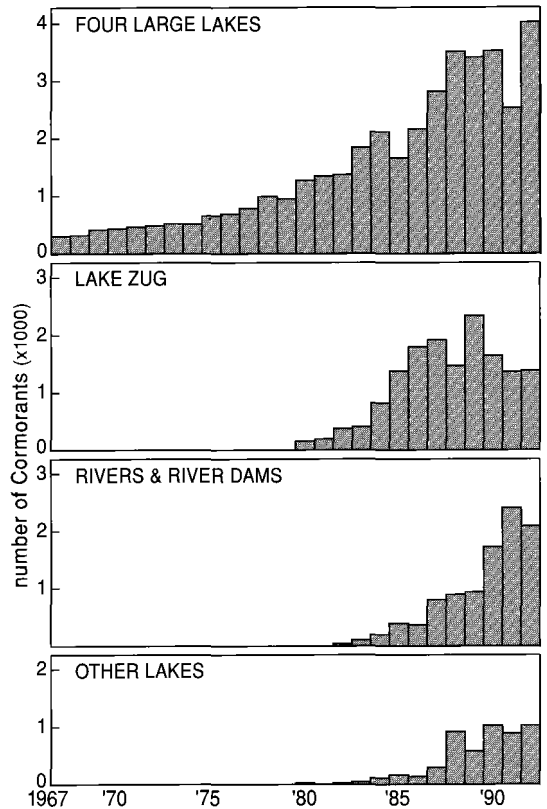 number of Cormorants (x1000)
FOUR LARGE LAKES
4
3
2
1
0
LAKE ZUG
3
2
1
0
RIVERS & RIVER DAMS
3
2
1
OTHER LAKES
2
1
0
1967 '70 '75 '80 '85 '90